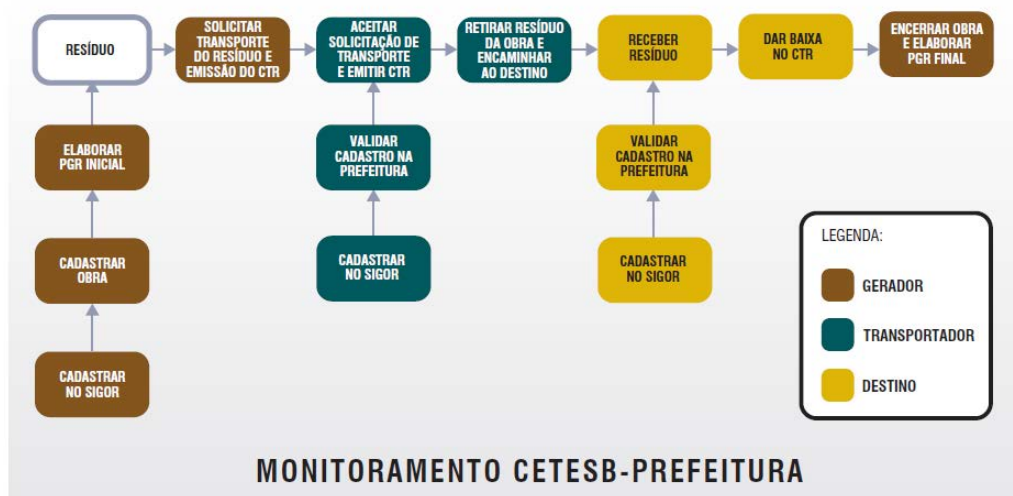 RESÍDUO
SOLICITAR
TRANSPORTE
DO RESÍDUO E
EMISSÃO DO CTR
ACEITAR
SOLICITAÇÃO DE
TRANSPORTE
E EMITIR CTR
RETIRAR RESÍDUO
DA OBRA E
ENCAMINHAR
AO DESTINO
RECEBER
RESÍDUO
DAR BAIXA
NO CTR
ENCERRAR OBRA
E ELABORAR
PGR FINAL
ELABORAR
PGR INICIAL
VALIDAR
CADASTRO NA
PREFEITURA
VALIDAR
CADASTRO NA
PREFEITURA
CADASTRAR
OBRA
CADASTRAR
NO SIGOR
CADASTRAR
NO SIGOR
CADASTRAR
NO SIGOR
LEGENDA:
GERADOR
TRANSPORTADOR
DESTINO
MONITORAMENTO CETESB-PREFEITURA